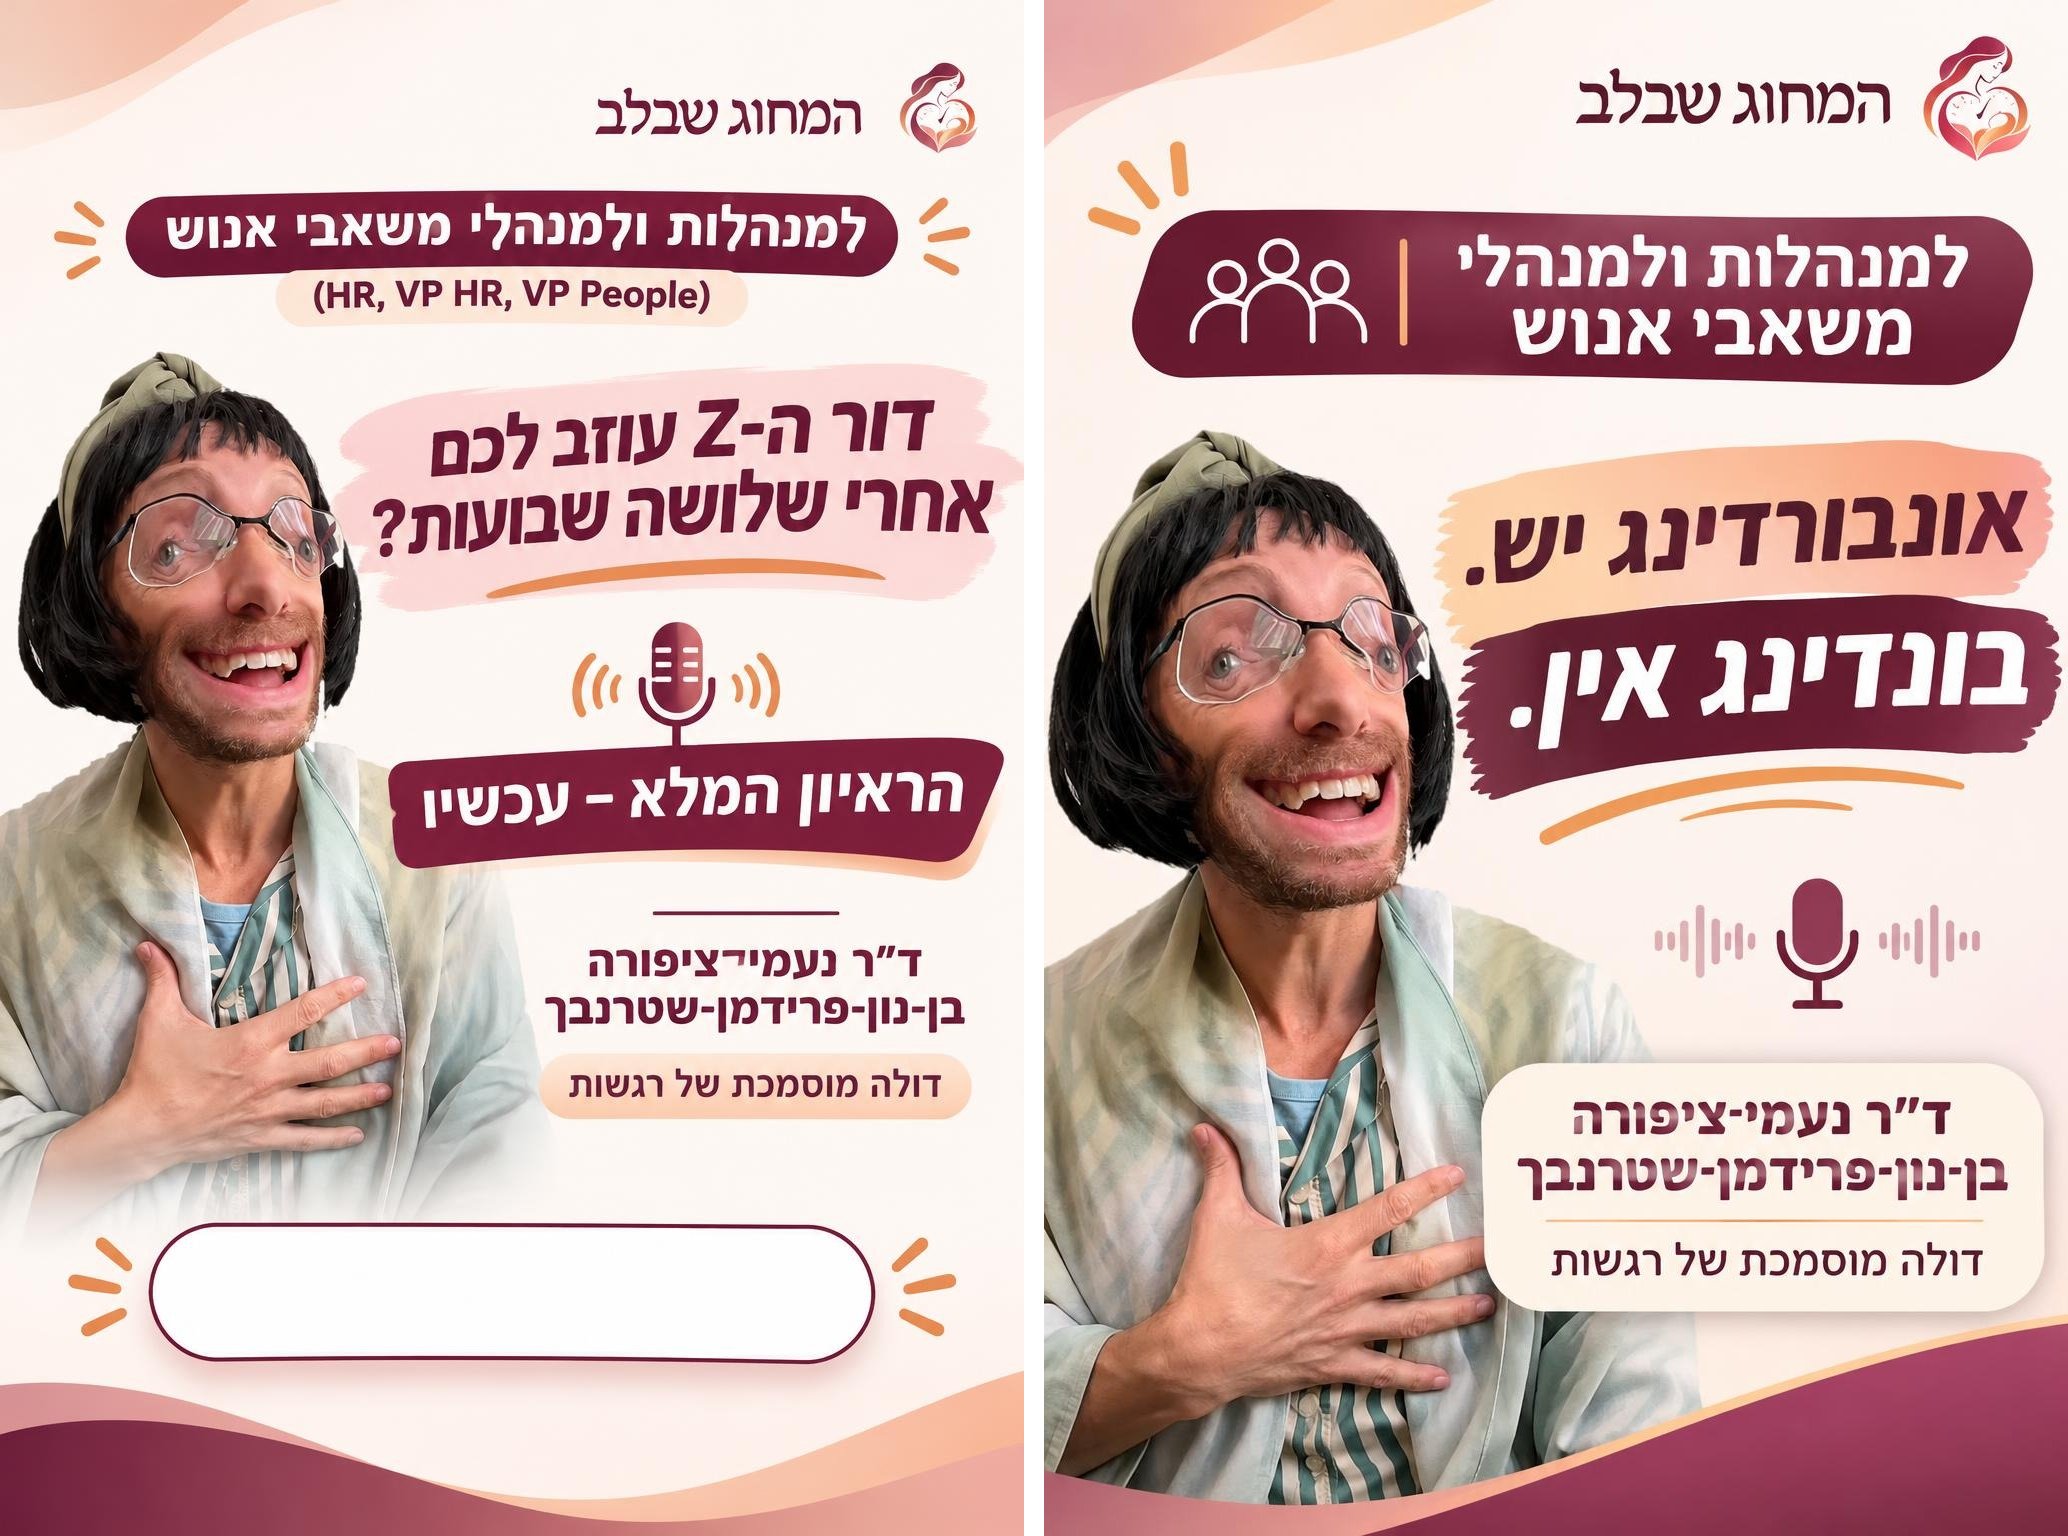 המחוג שבלב
למנהלות ולמנהלי משאבי אנוש
(HR, VP HR, VP People)
דור ה-Z עוזב לכם
אחרי שלושה שבועות?
הראיון המלא – עכשיו
ד״ר נעמי־ציפורה
בן-נון-פרידמן-שטרנבך
דולה מוסמכת של רגשות
המחוג שבלב
למנהלות ולמנהלי
משאבי אנוש
אונבורדינג יש.
בונדינג אין.
ד״ר נעמי-ציפורה
בן-נון-פרידמן-שטרנבך
דולה מוסמכת של רגשות